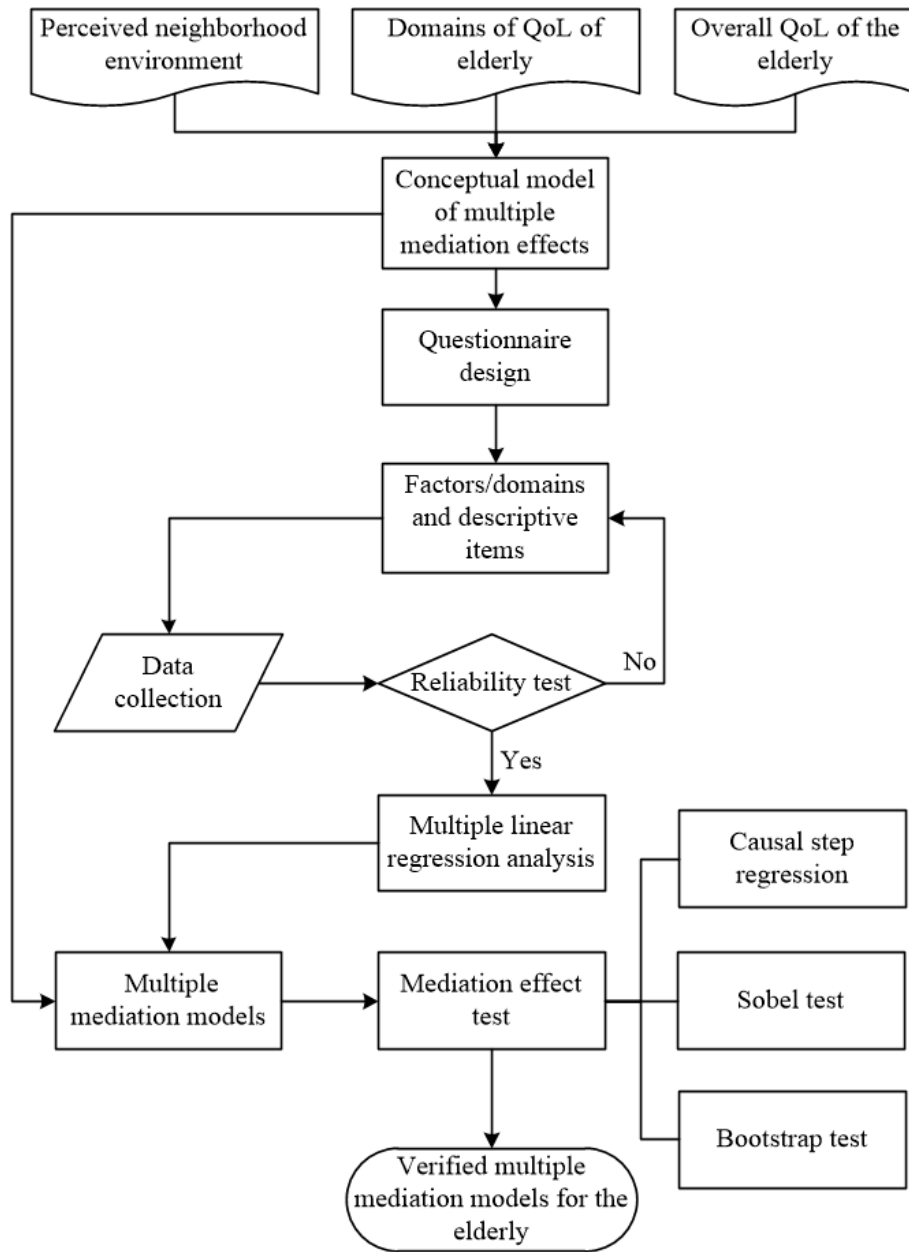 Perceived neighborhood
environment
Domains of QoL of
elderly
Overall QoL of the
elderly
Conceptual model
of multiple
mediation effects
Questionnaire
design
Factors/domains
and descriptive
items
Data
collection
Reliability test
No
Yes
Multiple linear
regression analysis
Causal step
regression
Multiple
mediation models
Mediation effect
test
Sobel test
Bootstrap test
Verified multiple
mediation models for the
elderly